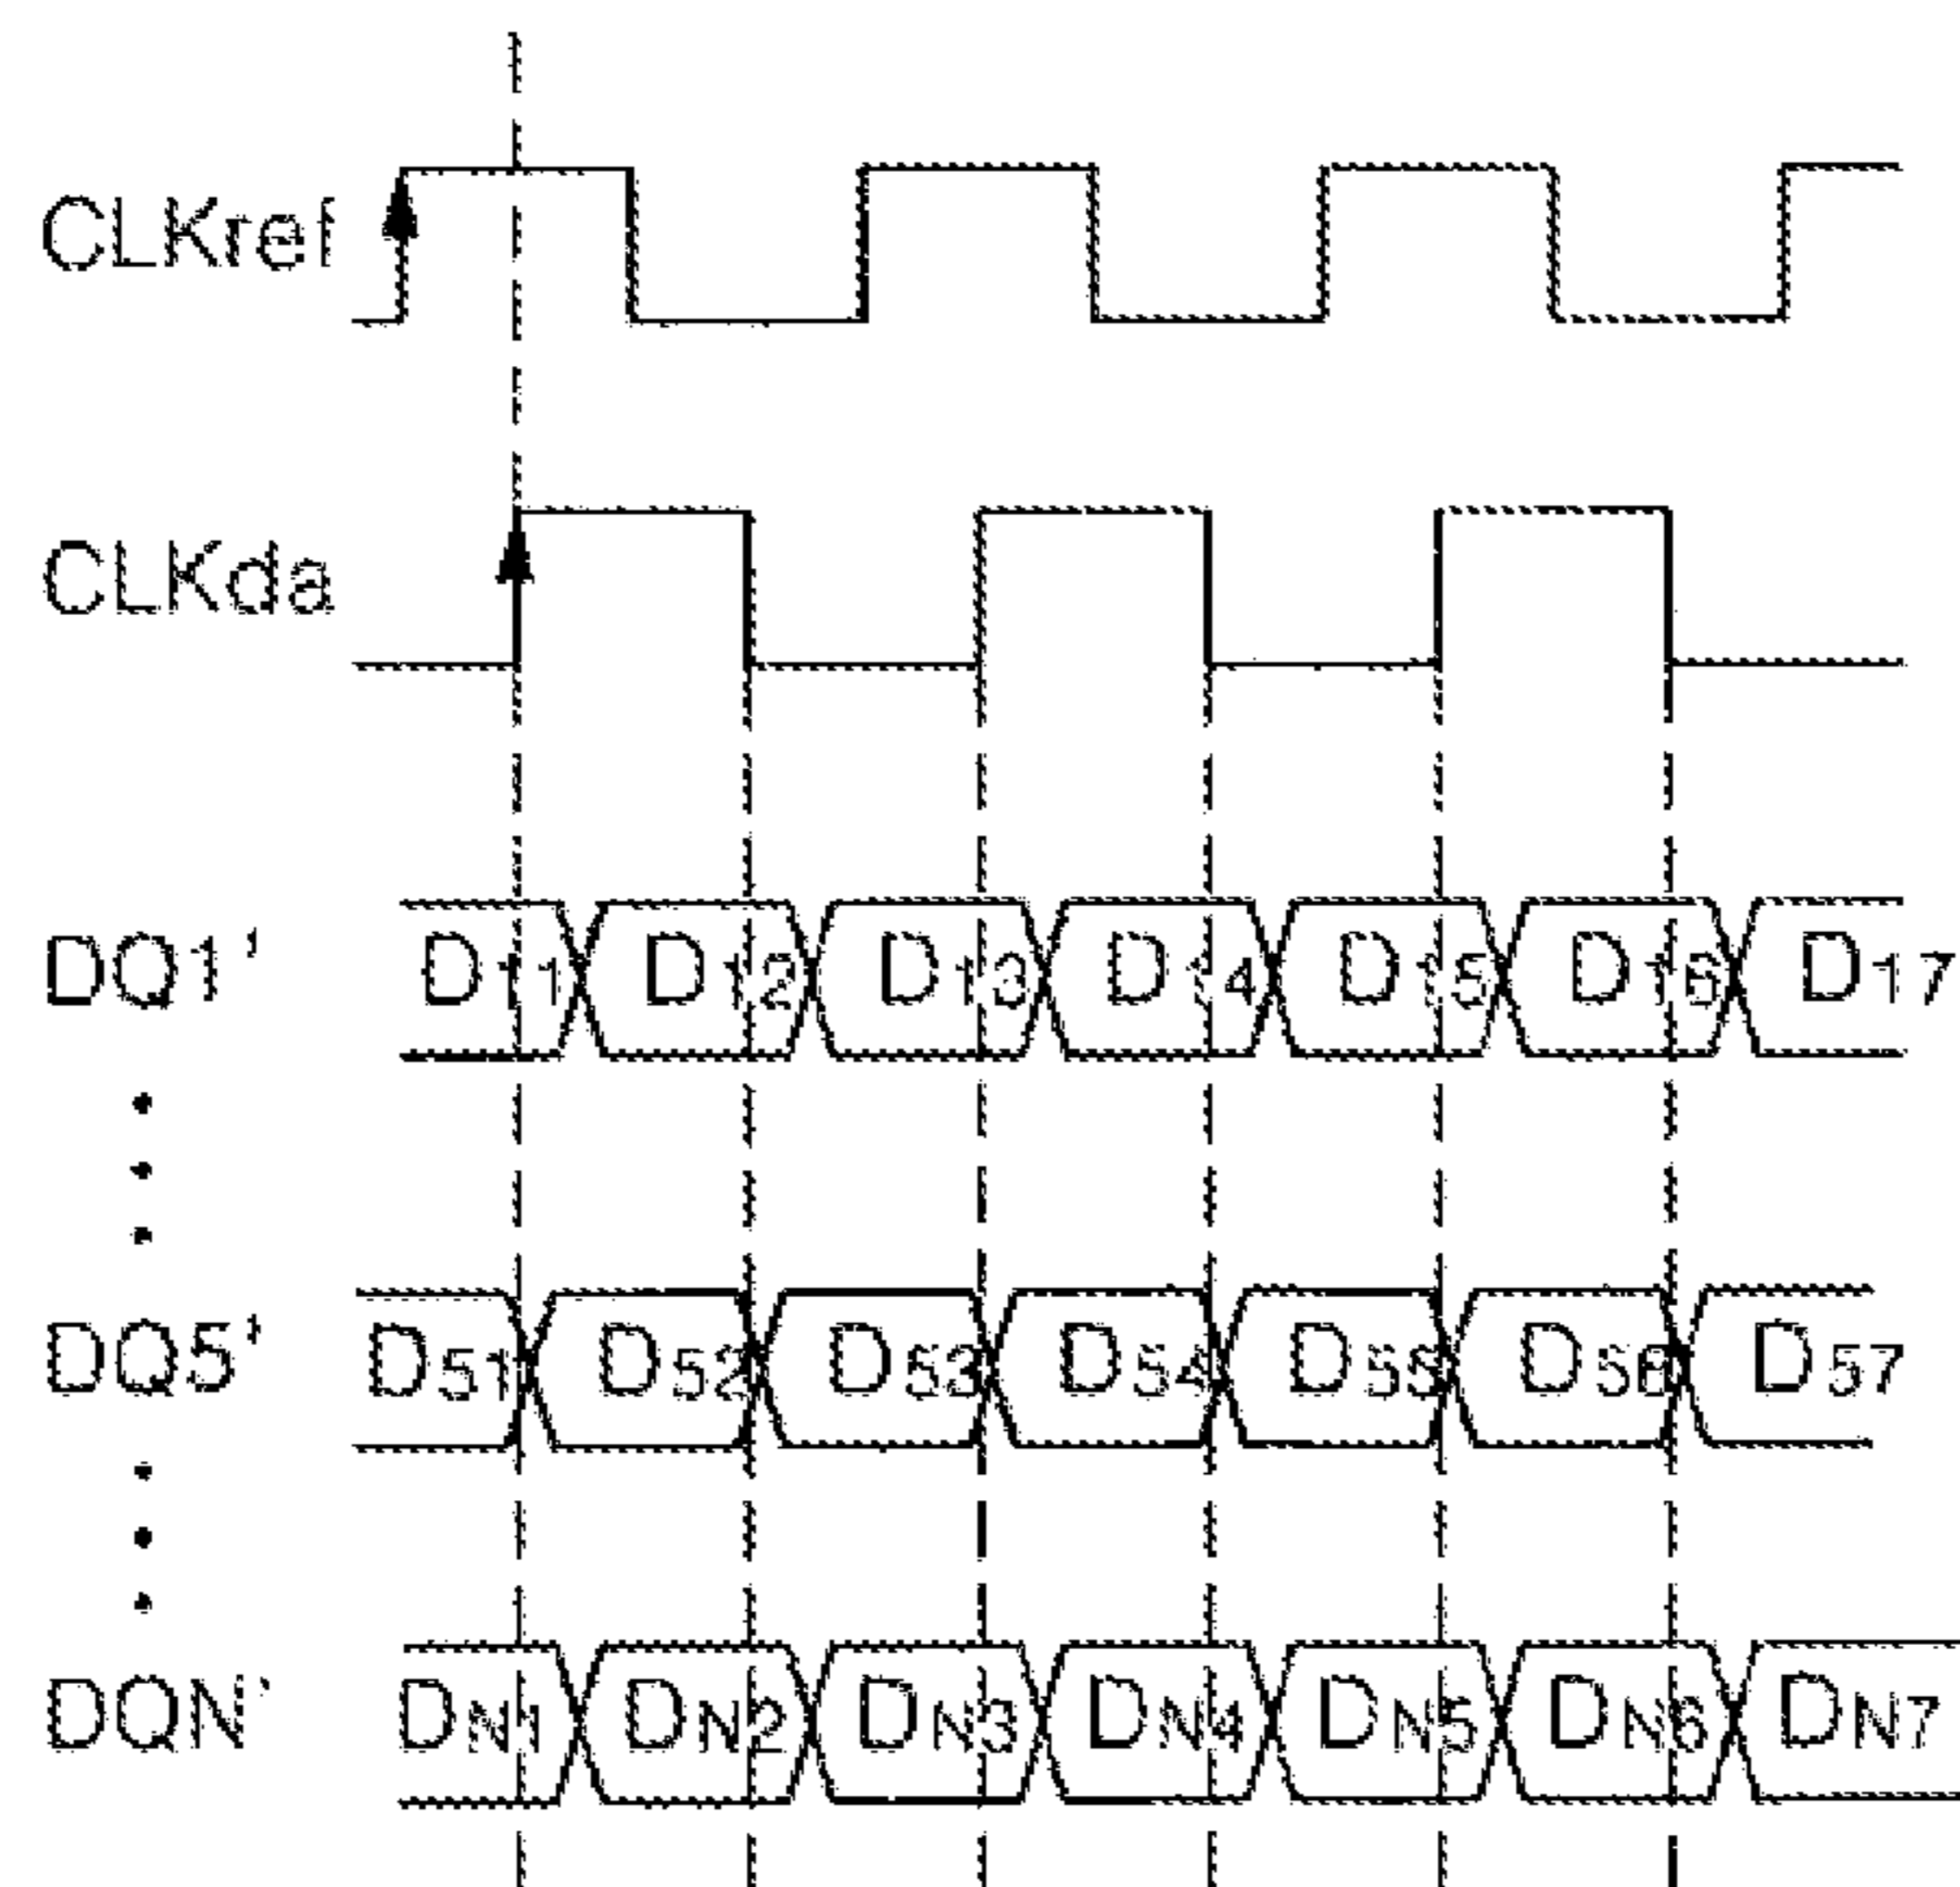 CLKref
CLKda
DQ1' D11 D12 D13 D14 D15 D16 D17
DQ5' D51 D52 D53 D54 D55 D56 D57
DQN' DN1 DN2 DN3 DN4 DN5 DN6 DN7